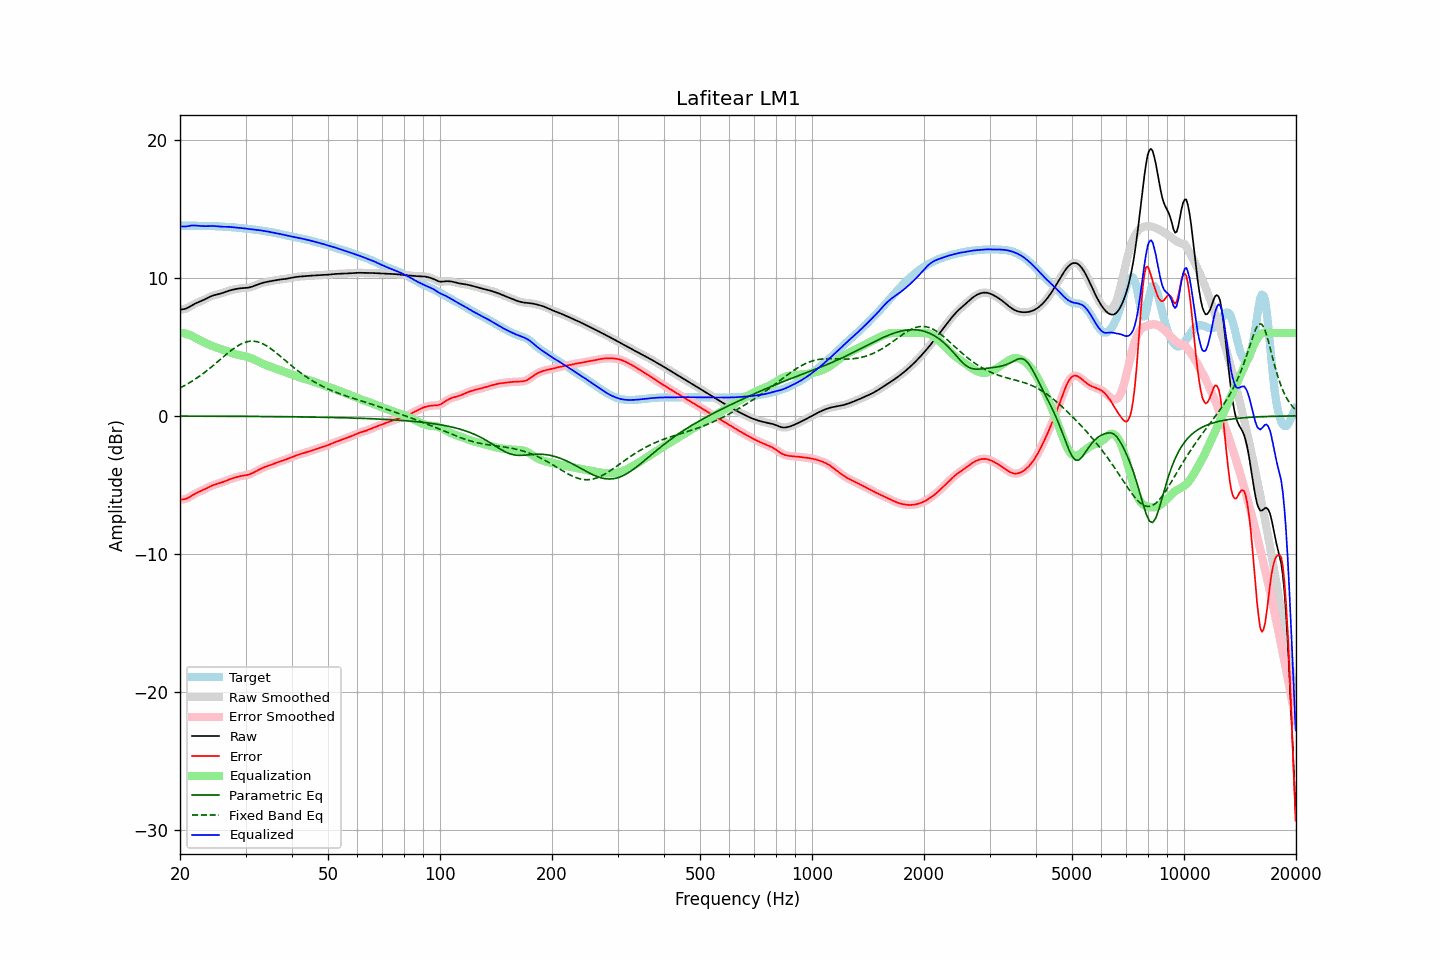 Lafitear LM1
20
10
0
−10
−20
−30
Amplitude (dBr)
Target
Raw Smoothed
Error Smoothed
Raw
Error
Equalization
Parametric Eq
Fixed Band Eq
Equalized
20 50 100 200 500 1000 2000 5000 10000 20000
Frequency (Hz)